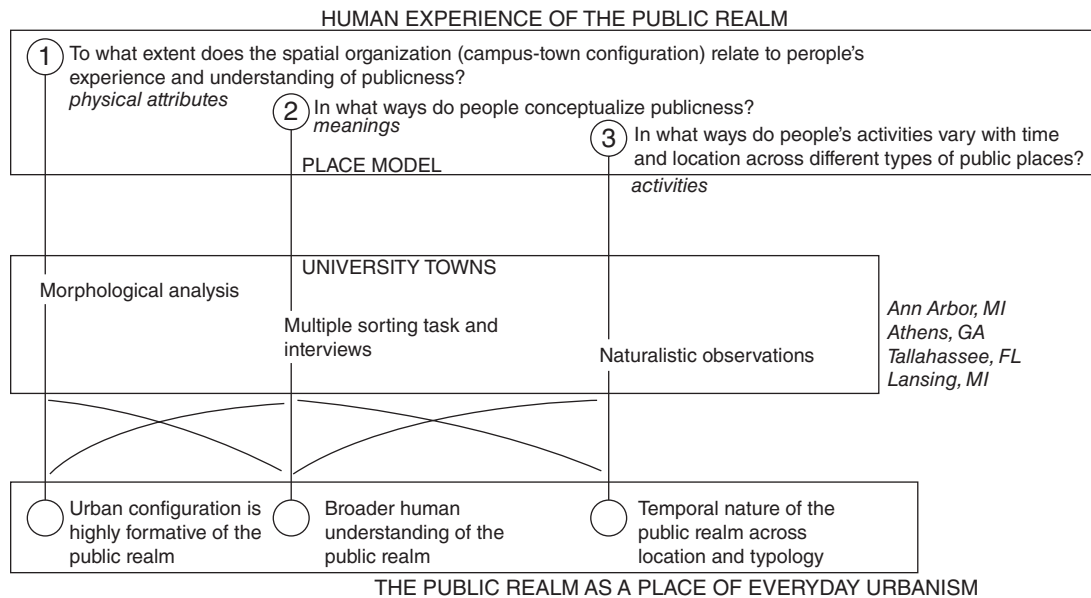 HUMAN EXPERIENCE OF THE PUBLIC REALM
1 To what extent does the spatial organization (campus-town configuration) relate to perople's
experience and understanding of publicness?
physical attributes
2 In what ways do people conceptualize publicness?
meanings
3 In what ways do people's activities vary with time
and location across different types of public places?
PLACE MODEL
activities
UNIVERSITY TOWNS
Morphological analysis
Multiple sorting task and
interviews
Naturalistic observations
Ann Arbor, MI
Athens, GA
Tallahassee, FL
Lansing, MI
Urban configuration is
highly formative of the
public realm
Broader human
understanding of the
public realm
Temporal nature of the
public realm across
location and typology
THE PUBLIC REALM AS A PLACE OF EVERYDAY URBANISM